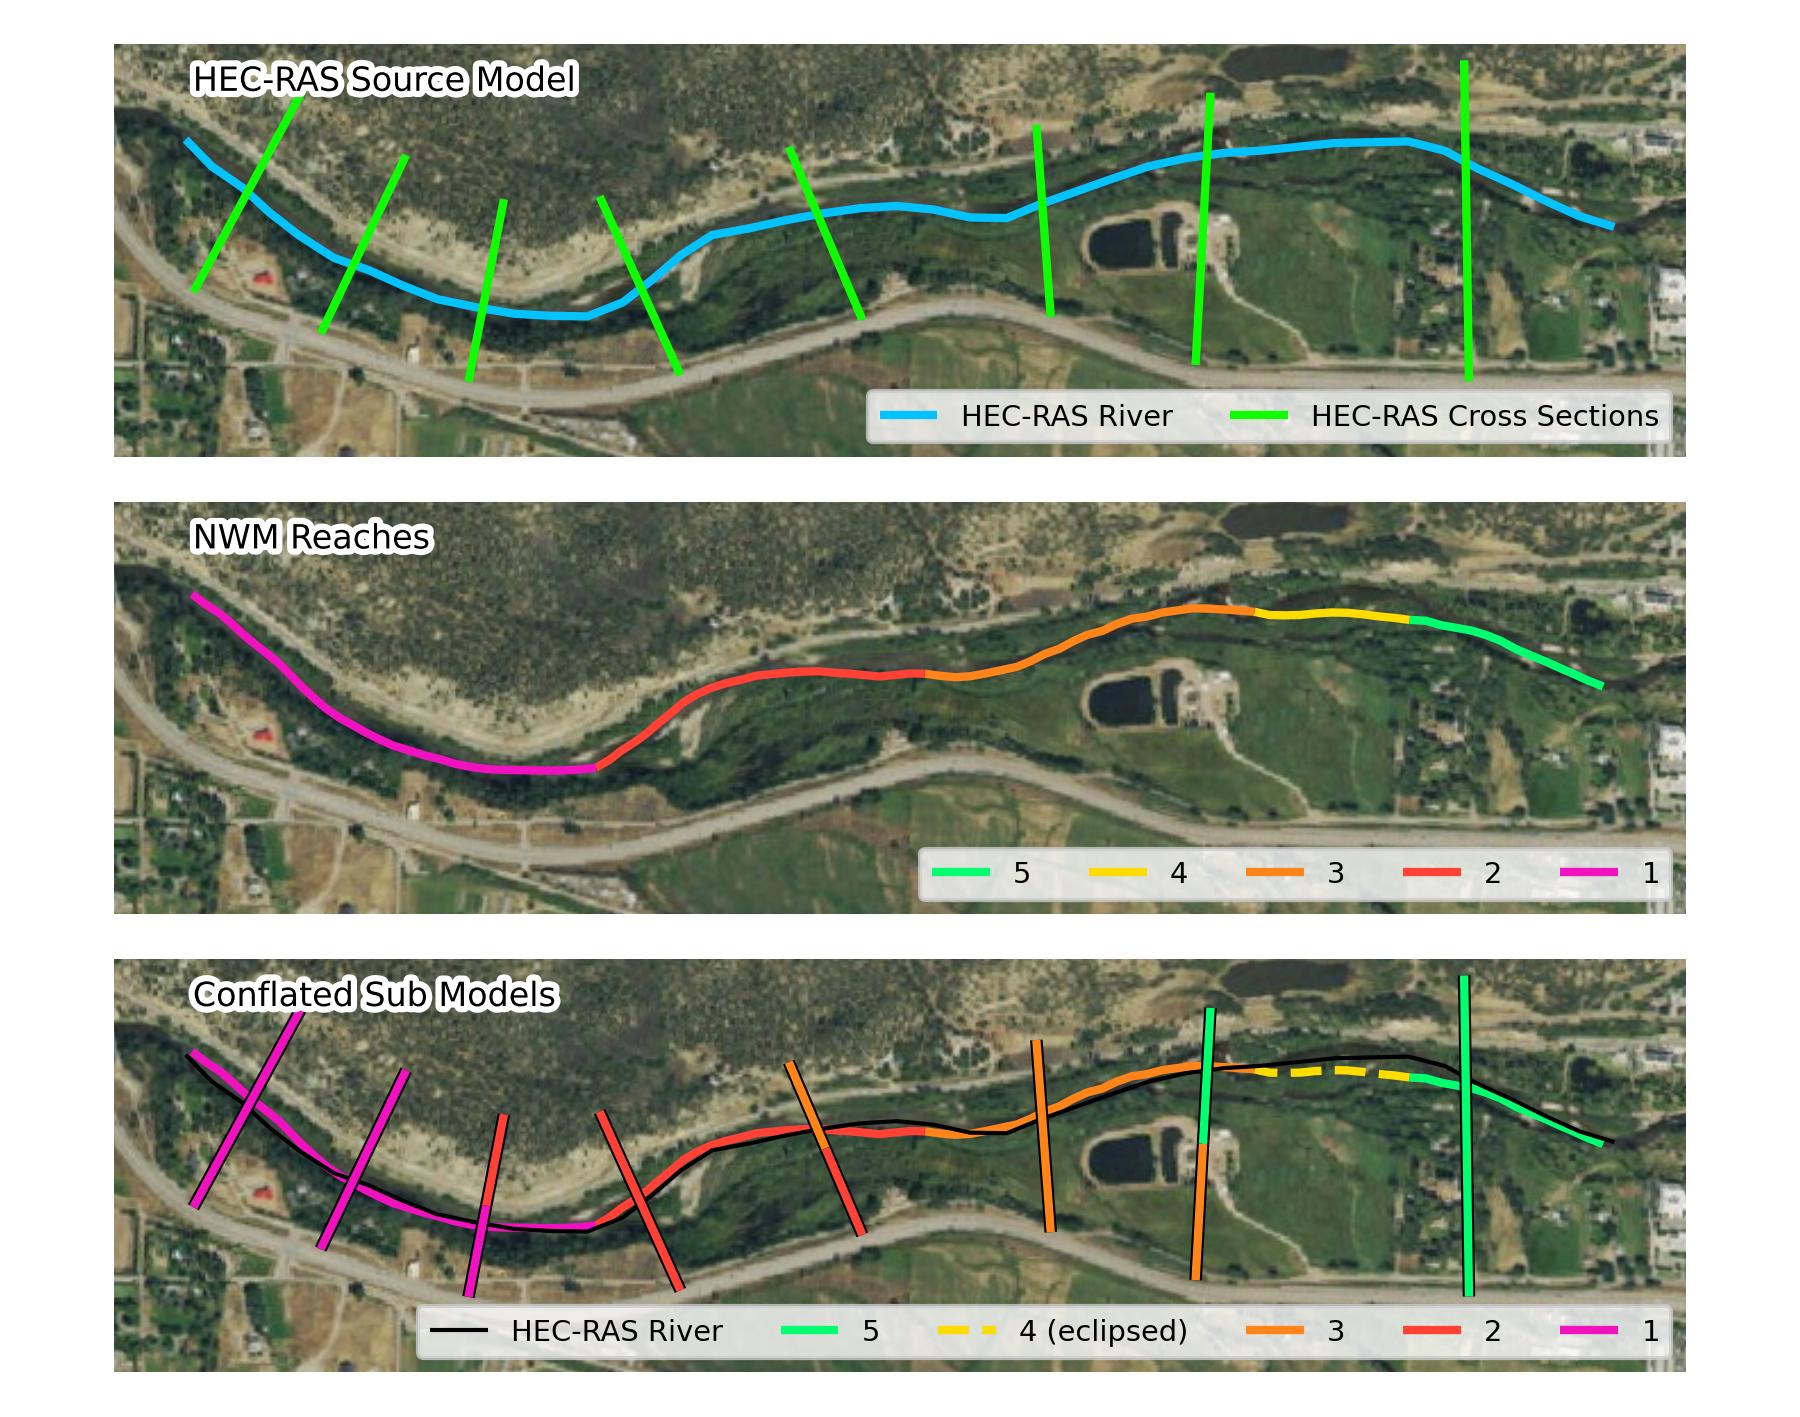 HEC-RAS Source Model
HEC-RAS River HEC-RAS Cross Sections
NWM Reaches
5 4 3 2 1
Conflated Sub Models
HEC-RAS River 5 4 (eclipsed) 3 2 1